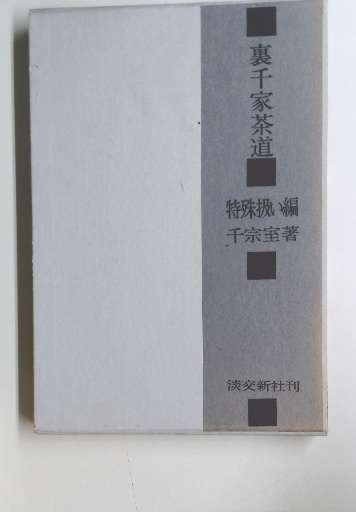 裏千家茶道
特殊扱い編
千宗室著
淡交新社刊